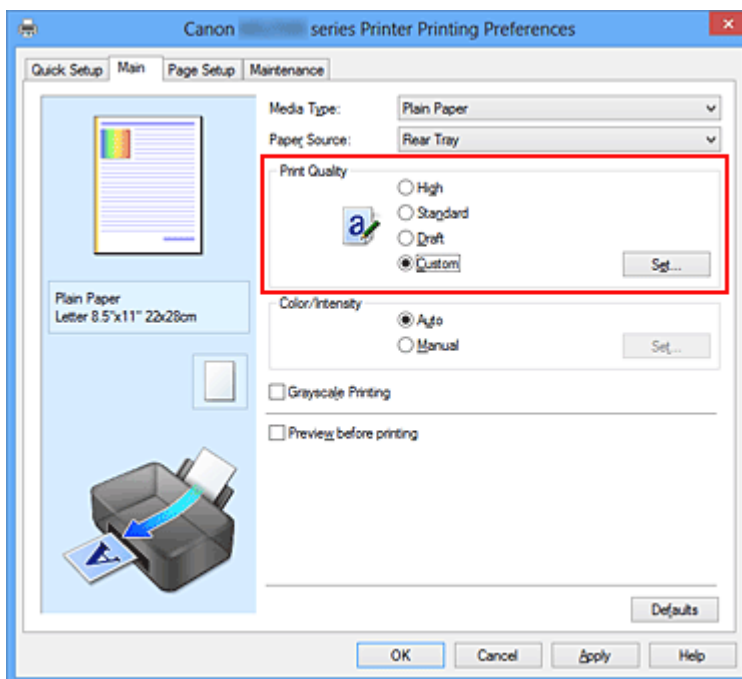 Canon series Printer Printing Preferences
Quick Setup Main Page Setup Maintenance
Media Type: Plain Paper
Paper Source: Rear Tray
Print Quality
High
Standard
Draft
Custom Set...
Plain Paper
Letter 8.5"x11" 22x28cm
Color/Intensity
Auto
Manual Set...
Grayscale Printing
Preview before printing
Defaults
OK Cancel Apply Help